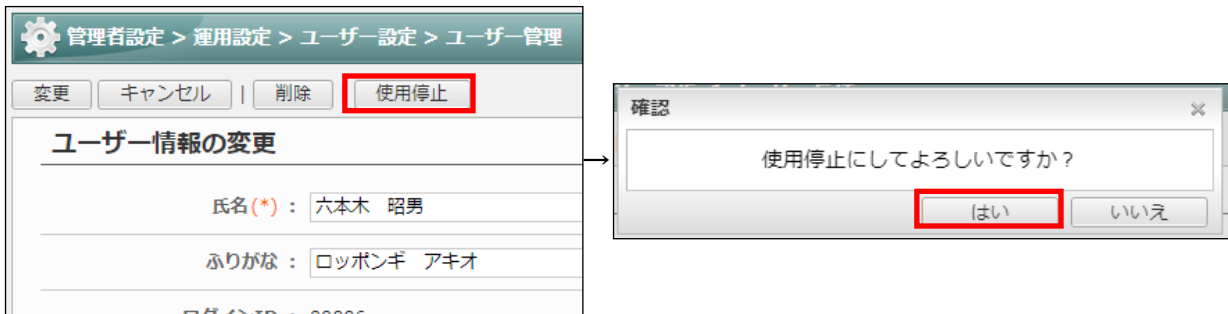 管理者設定 > 運用設定 > ユーザー設定 > ユーザー管理
変更 キャンセル | 削除 使用停止
ユーザー情報の変更
氏名(*) : 六本木 昭男
ふりがな : ロッポンギ アキオ
→
確認
使用停止にしてよろしいですか?
はい いいえ